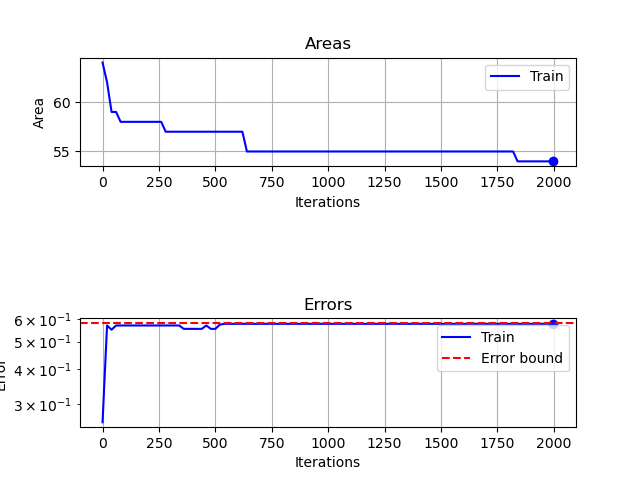 Areas
Train
60
55
Area
0 250 500 750 1000 1250 1500 1750 2000
Iterations
Errors
6 × 10⁻¹
5 × 10⁻¹
4 × 10⁻¹
3 × 10⁻¹
Error
Train
Error bound
0 250 500 750 1000 1250 1500 1750 2000
Iterations